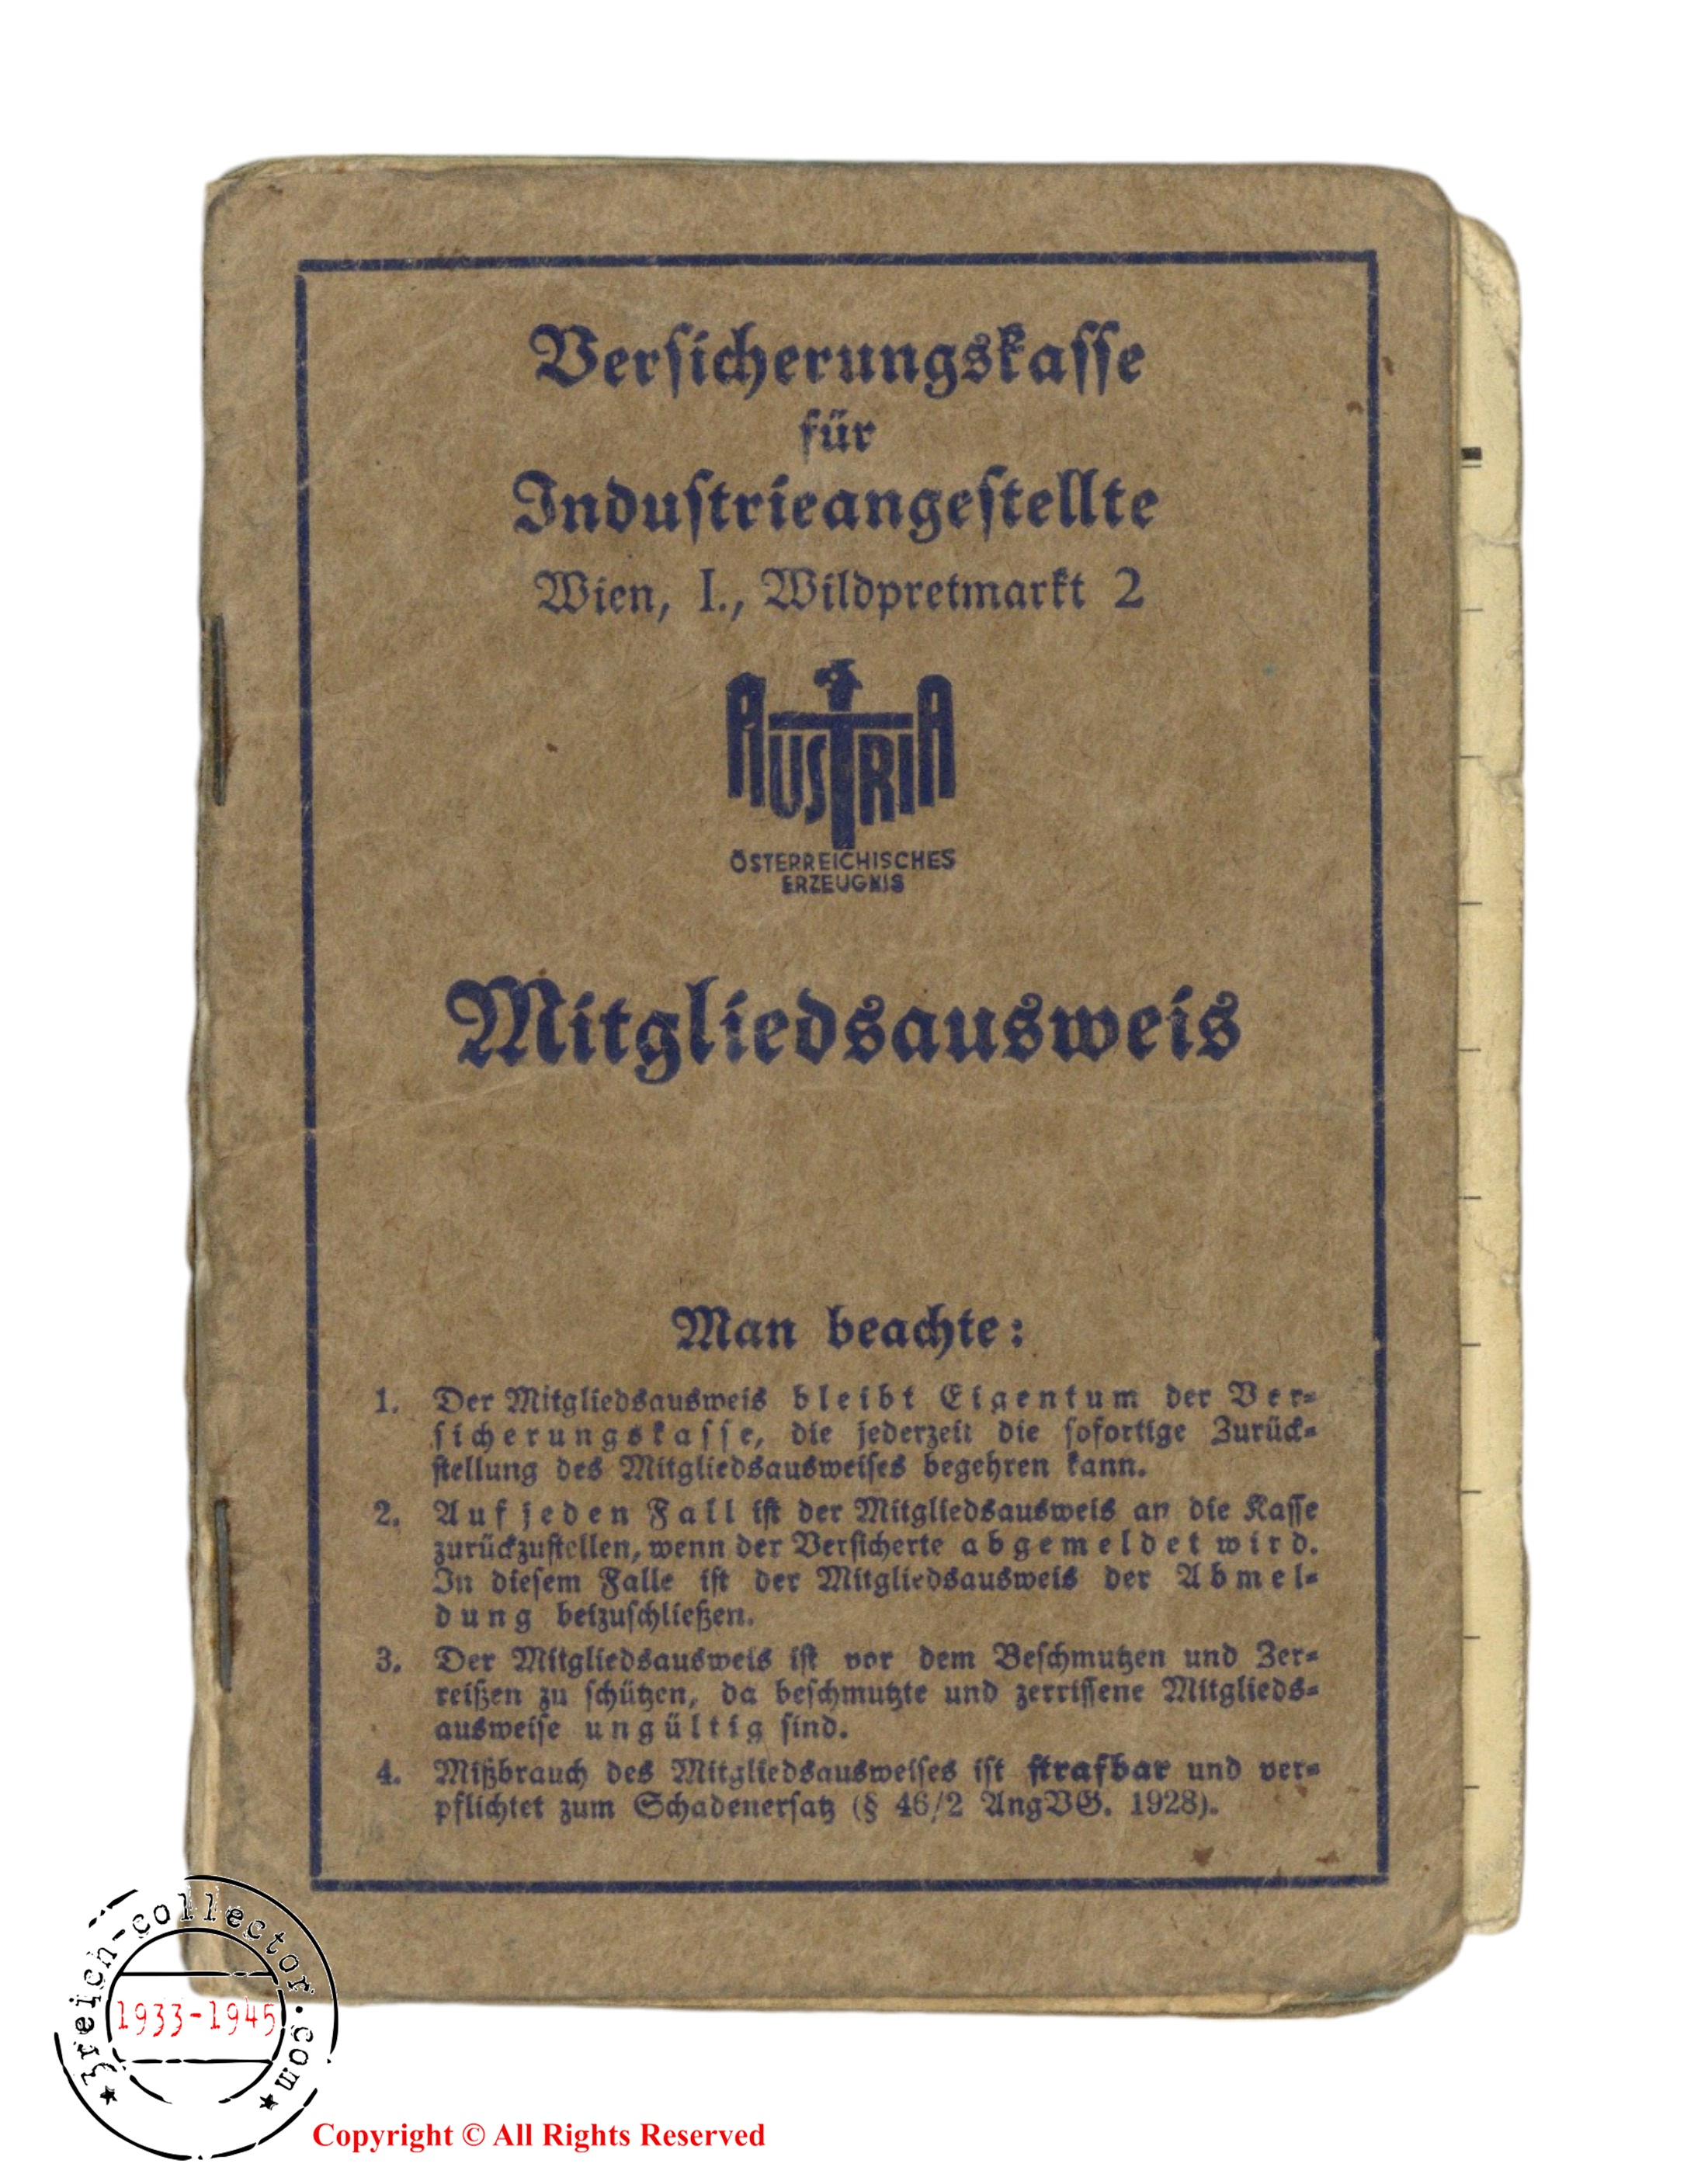 Versicherungskasse
für
Industrieangestellte
Wien, I., Wildpretmarkt 2
AUSTRIA
ÖSTERREICHISCHES
ERZEUGNIS
Mitgliedsausweis
Man beachte:
1. Der Mitgliedsausweis bleibt Eigentum der Ver-
sicherungskasse, die jederzeit die sofortige Zurück-
stellung des Mitgliedsausweises begehren kann.
2. Auf jeden Fall ist der Mitgliedsausweis an die Kasse
zurückzustellen, wenn der Versicherte abgemeldet wird.
In diesem Falle ist der Mitgliedsausweis der Abmel-
dung beizuschließen.
3. Der Mitgliedsausweis ist vor dem Beschmutzen und Zer-
reißen zu schützen, da beschmutzte und zerrissene Mitglieds-
ausweise ungültig sind.
4. Mißbrauch des Mitgliedsausweises ist strafbar und ver-
pflichtet zum Schadenersatz (§ 46/2 AngVG. 1928).
3reich-collector.com
1933-1945
Copyright © All Rights Reserved